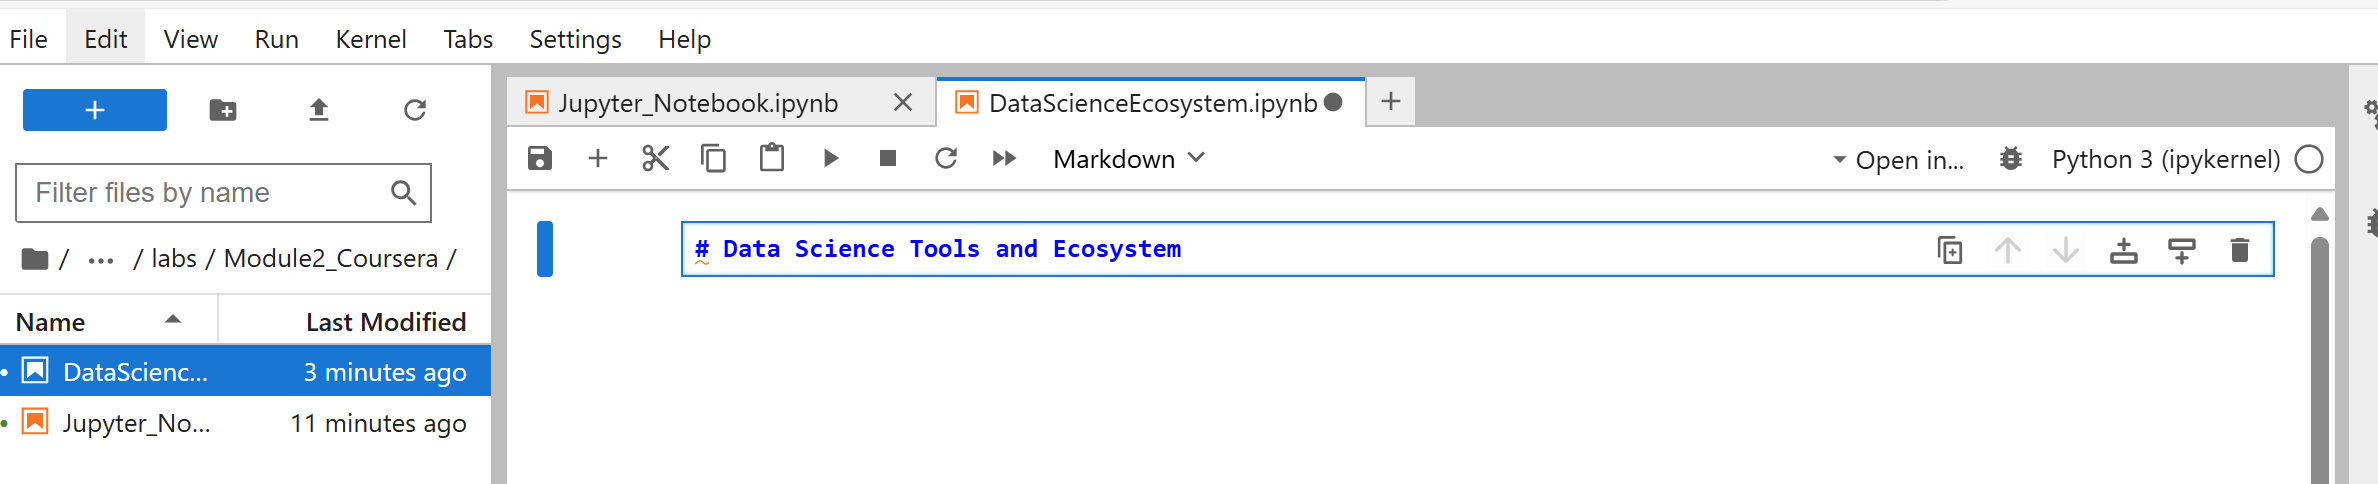 File Edit View Run Kernel Tabs Settings Help
Jupyter_Notebook.ipynb
DataScienceEcosystem.ipynb
Markdown
Open in...
Python 3 (ipykernel)
Filter files by name
/ ... / labs / Module2_Coursera /
# Data Science Tools and Ecosystem
Name Last Modified
DataScienc... 3 minutes ago
Jupyter_No... 11 minutes ago